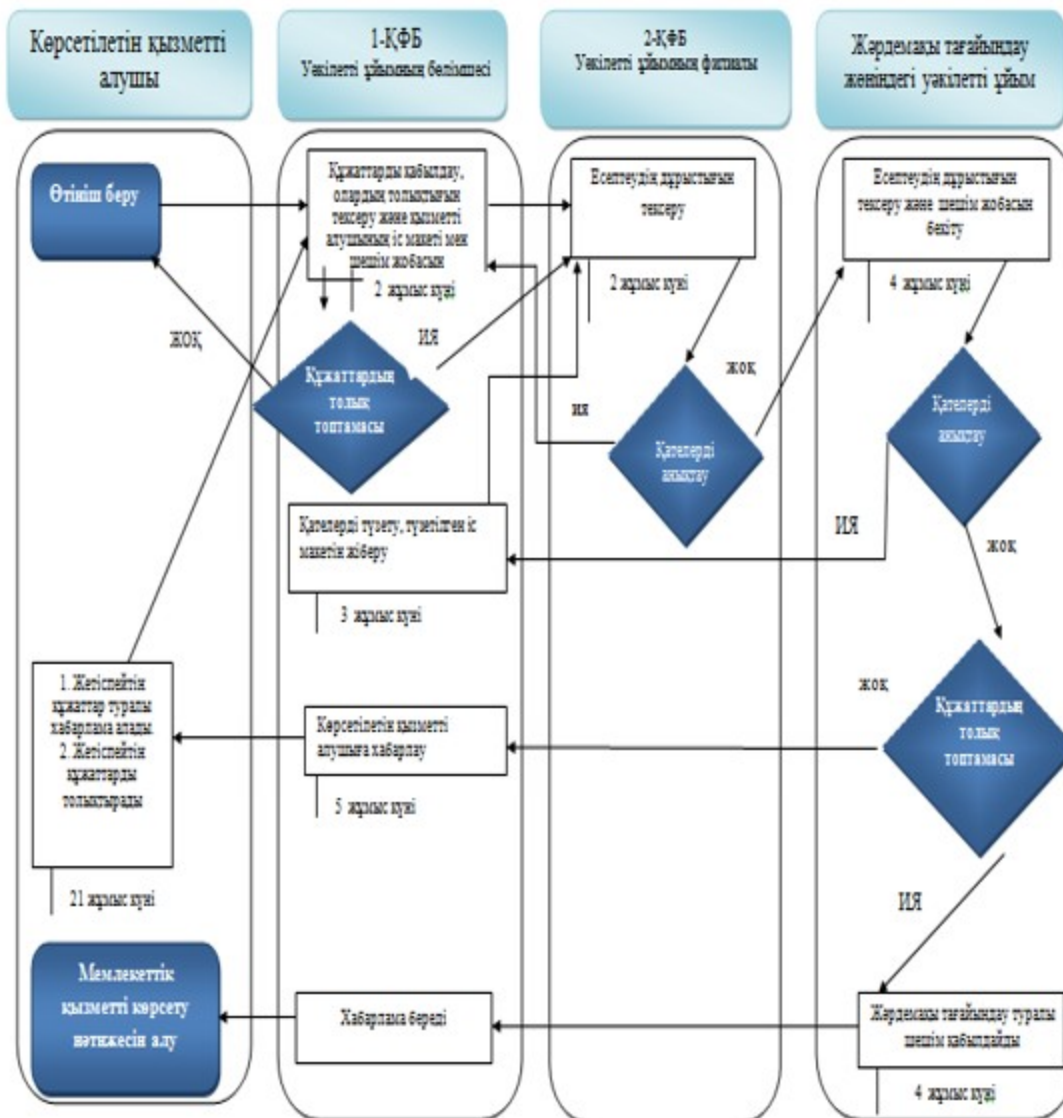 Көрсетілетін қызметті
алушы
1-ҚФБ
Уәкілетті ұйымның бөлімшесі
2-ҚФБ
Уәкілетті ұйымның филиалы
Жәрдемақы тағайындау
жөніндегі уәкілетті ұйым
Өтініш беру
Құжаттарды қабылдау,
олардың толықтығын
тексеру және қызметті
алушының іс макеті мен
шешім жобасын
2 жұмыс күні
Есептеудің дұрыстығын
тексеру
2 жұмыс күні
Есептеудің дұрыстығын
тексеру және шешім жобасын
бекіту
4 жұмыс күні
ЖОҚ
ИЯ
Құжаттардың
толық
топтамасы
ия
жоқ
Қателерді
анықтау
Қателерді
анықтау
ИЯ
жоқ
Қателерді түзету, түзетілген іс
макетін жіберу
3 жұмыс күні
1. Жетіспейтін
құжаттар туралы
хабарлама алады.
2. Жетіспейтін
құжаттарды
толықтырады
21 жұмыс күні
Көрсетілетін қызметті
алушыға хабарлау
5 жұмыс күні
жоқ
Құжаттардың
толық
топтамасы
ИЯ
Мемлекеттік
қызметті көрсету
нәтижесін алу
Хабарлама береді
Жәрдемақы тағайындау туралы
шешім қабылдайды
4 жұмыс күні